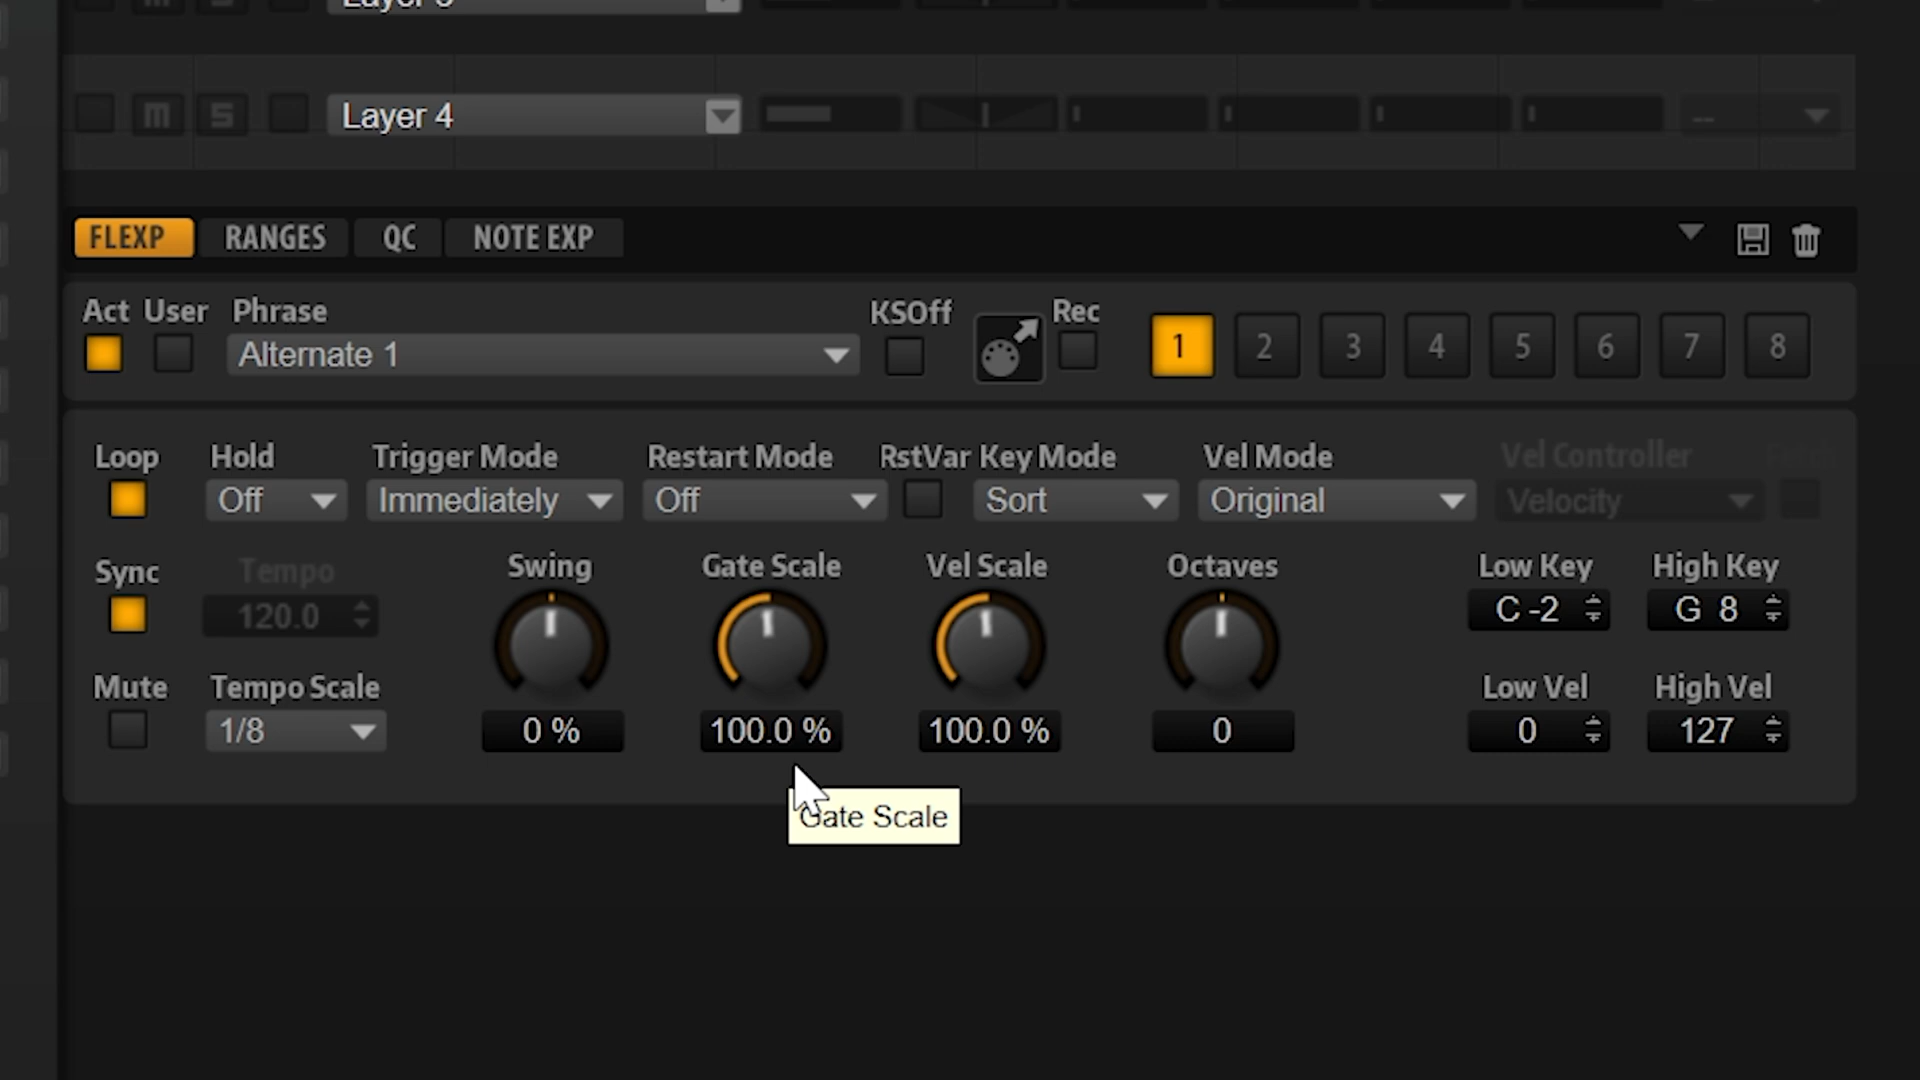 Layer 4
m S --
FLEXP RANGES QC NOTE EXP
Act User Phrase KSOff Rec
Alternate 1 1 2 3 4 5 6 7 8
Loop Hold Trigger Mode Restart Mode RstVar Key Mode Vel Mode Vel Controller
Off Immediately Off Sort Original Velocity
Sync Tempo Swing Gate Scale Vel Scale Octaves Low Key High Key
120.0 C -2 G 8
Mute Tempo Scale Low Vel High Vel
1/8 0 % 100.0 % 100.0 % 0 0 127
Gate Scale